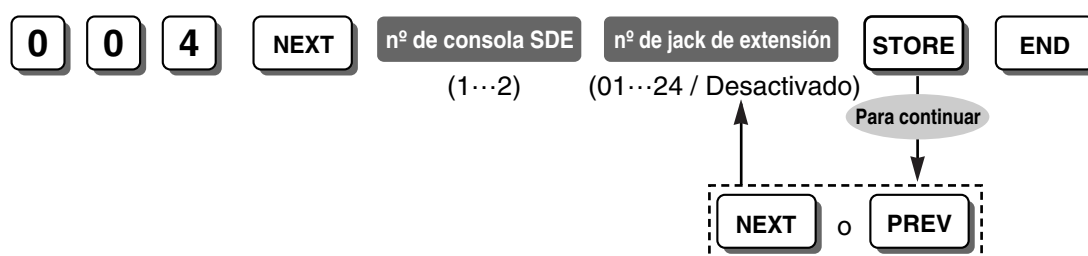 0 0 4 NEXT nº de consola SDE nº de jack de extensión STORE END
(1···2) (01···24 / Desactivado)
Para continuar
NEXT o PREV